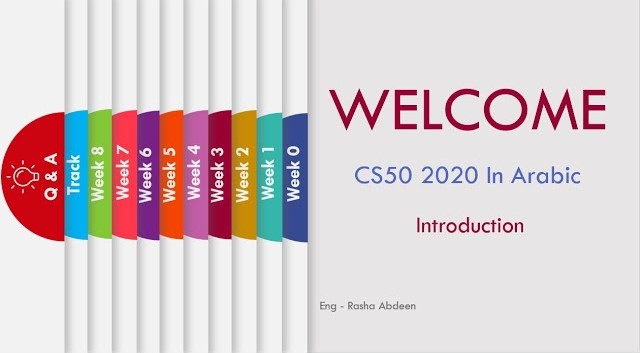 Q & A
Track
Week 8
Week 7
Week 6
Week 5
Week 4
Week 3
Week 2
Week 1
Week 0
WELCOME
CS50 2020 In Arabic
Introduction
Eng - Rasha Abdeen